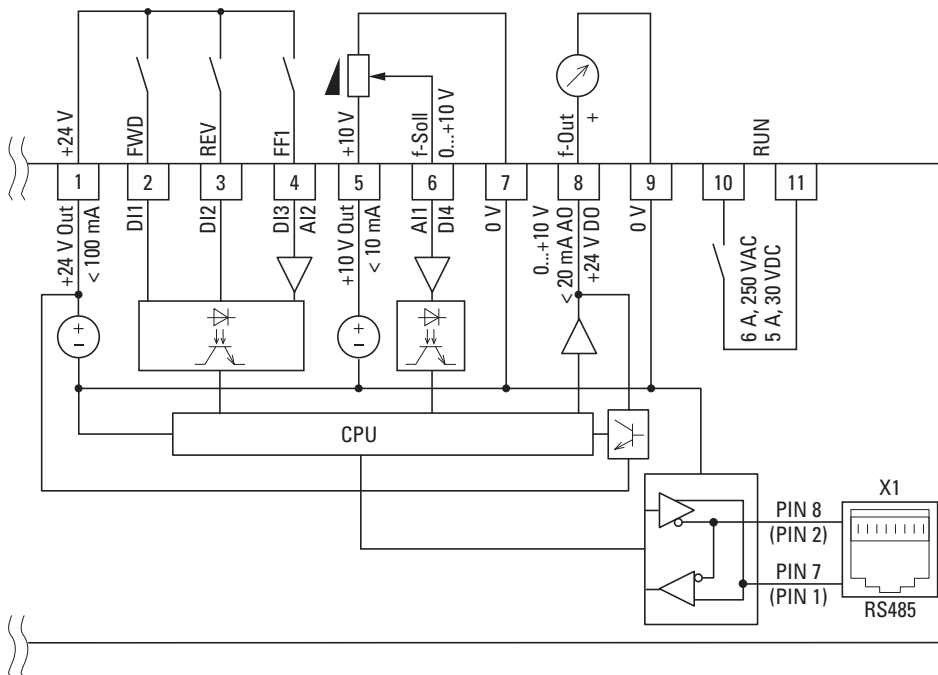 +24 V
FWD
REV
FF1
+10 V
f-Soll
0...+10 V
f-Out
+
RUN
1
2
3
4
5
6
7
8
9
10
11
+24 V Out
< 100 mA
DI1
DI2
DI3
AI2
+10 V Out
< 10 mA
AI1
DI4
0 V
0...+10 V
< 20 mA AO
+24 V DO
0 V
6 A, 250 VAC
5 A, 30 VDC
+
−
+
−
CPU
X1
PIN 8
(PIN 2)
PIN 7
(PIN 1)
RS485